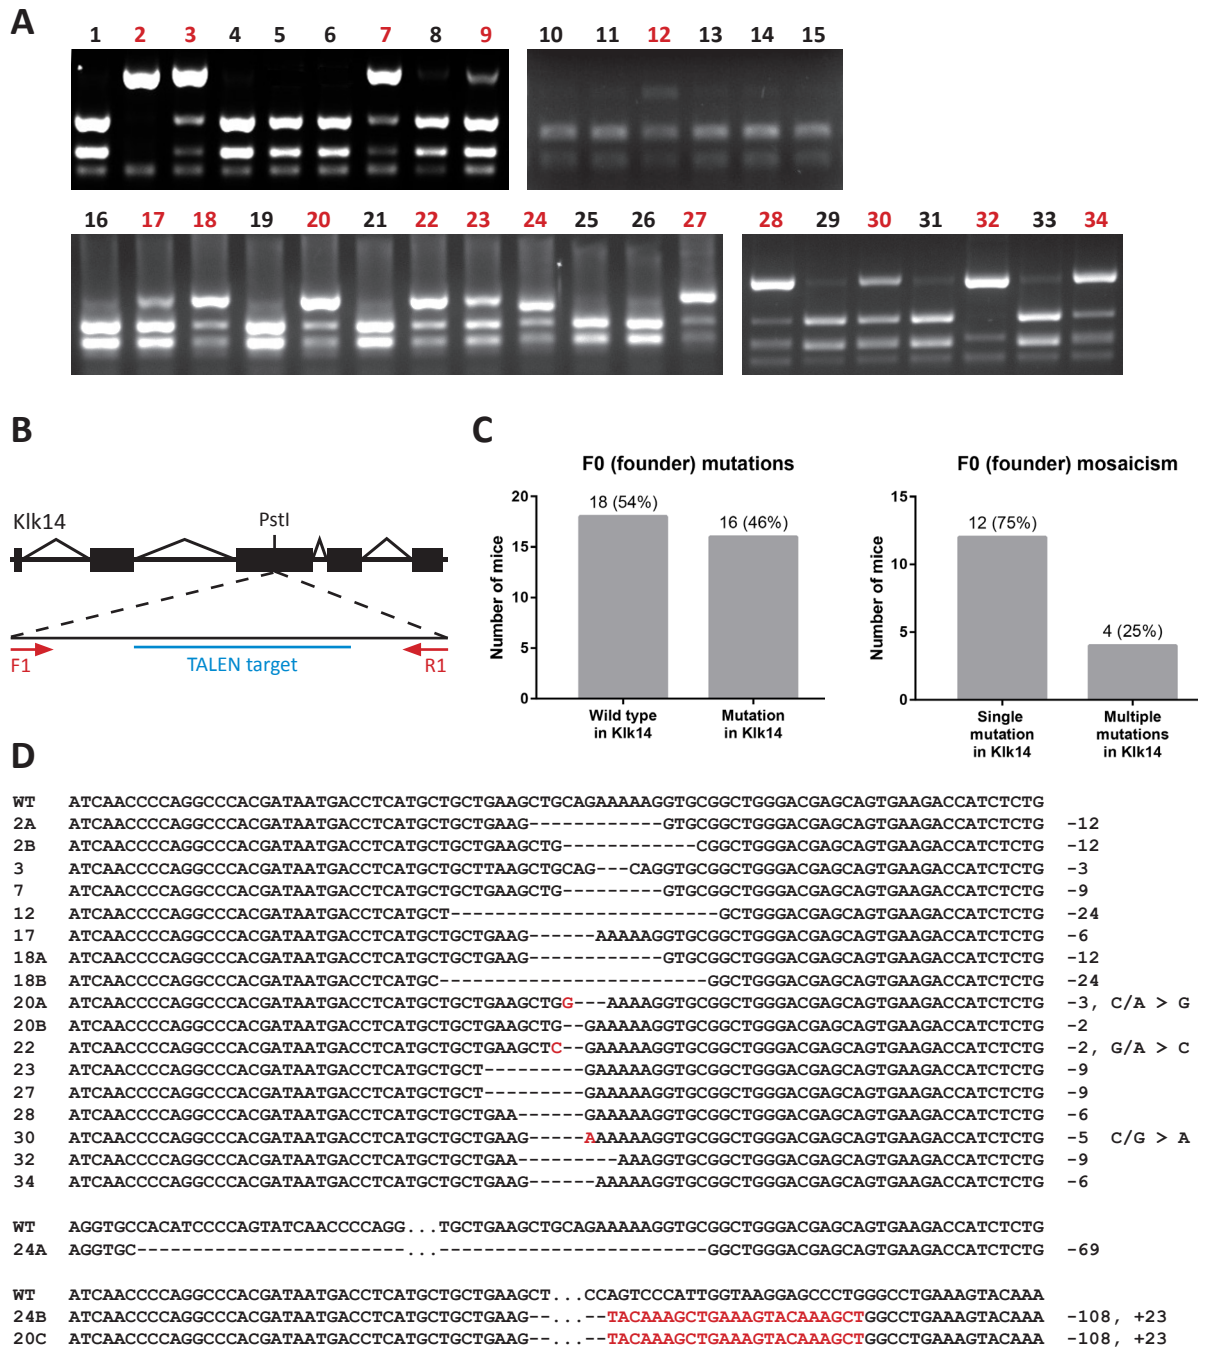 A
1 2 3 4 5 6 7 8 9 10 11 12 13 14 15
16 17 18 19 20 21 22 23 24 25 26 27 28 29 30 31 32 33 34
B
Klk14
PstI
F1
TALEN target
R1
C
F0 (founder) mutations
20
15
10
5
0
Number of mice
18 (54%)
16 (46%)
Wild type
in Klk14
Mutation
in Klk14
F0 (founder) mosaicism
15
10
5
0
Number of mice
12 (75%)
4 (25%)
Single
mutation
in Klk14
Multiple
mutations
in Klk14
D
WT ATCAACCCCAGGCCCACGATAATGACCTCATGCTGCTGAAGCTGCAGAAAAAGGTGCGGCTGGGACGAGCAGTGAAGACCATCTCTG
2A ATCAACCCCAGGCCCACGATAATGACCTCATGCTGCTGAAG------------GTGCGGCTGGGACGAGCAGTGAAGACCATCTCTG -12
2B ATCAACCCCAGGCCCACGATAATGACCTCATGCTGCTGAAGCTG------------CGGCTGGGACGAGCAGTGAAGACCATCTCTG -12
3 ATCAACCCCAGGCCCACGATAATGACCTCATGCTGCTTAAGCTGCAG---CAGGTGCGGCTGGGACGAGCAGTGAAGACCATCTCTG -3
7 ATCAACCCCAGGCCCACGATAATGACCTCATGCTGCTGAAGCTG---------GTGCGGCTGGGACGAGCAGTGAAGACCATCTCTG -9
12 ATCAACCCCAGGCCCACGATAATGACCTCATGCT------------------------GCTGGGACGAGCAGTGAAGACCATCTCTG -24
17 ATCAACCCCAGGCCCACGATAATGACCTCATGCTGCTGAAG------AAAAAGGTGCGGCTGGGACGAGCAGTGAAGACCATCTCTG -6
18A ATCAACCCCAGGCCCACGATAATGACCTCATGCTGCTGAAG------------GTGCGGCTGGGACGAGCAGTGAAGACCATCTCTG -12
18B ATCAACCCCAGGCCCACGATAATGACCTCATGC------------------------GGCTGGGACGAGCAGTGAAGACCATCTCTG -24
20A ATCAACCCCAGGCCCACGATAATGACCTCATGCTGCTGAAGCTGG---AAAAGGTGCGGCTGGGACGAGCAGTGAAGACCATCTCTG -3, C/A > G
20B ATCAACCCCAGGCCCACGATAATGACCTCATGCTGCTGAAGCTG--GAAAAAGGTGCGGCTGGGACGAGCAGTGAAGACCATCTCTG -2
22 ATCAACCCCAGGCCCACGATAATGACCTCATGCTGCTGAAGCTC--GAAAAAGGTGCGGCTGGGACGAGCAGTGAAGACCATCTCTG -2, G/A > C
23 ATCAACCCCAGGCCCACGATAATGACCTCATGCTGCT---------GAAAAAGGTGCGGCTGGGACGAGCAGTGAAGACCATCTCTG -9
27 ATCAACCCCAGGCCCACGATAATGACCTCATGCTGCT---------GAAAAAGGTGCGGCTGGGACGAGCAGTGAAGACCATCTCTG -9
28 ATCAACCCCAGGCCCACGATAATGACCTCATGCTGCTGAA------GAAAAAGGTGCGGCTGGGACGAGCAGTGAAGACCATCTCTG -6
30 ATCAACCCCAGGCCCACGATAATGACCTCATGCTGCTGAAG-----AAAAAAGGTGCGGCTGGGACGAGCAGTGAAGACCATCTCTG -5 C/G > A
32 ATCAACCCCAGGCCCACGATAATGACCTCATGCTGCTGAA---------AAAGGTGCGGCTGGGACGAGCAGTGAAGACCATCTCTG -9
34 ATCAACCCCAGGCCCACGATAATGACCTCATGCTGCTGAAG------AAAAAGGTGCGGCTGGGACGAGCAGTGAAGACCATCTCTG -6
WT AGGTGCCACATCCCCAGTATCAACCCCAGG...TGCTGAAGCTGCAGAAAAAGGTGCGGCTGGGACGAGCAGTGAAGACCATCTCTG
24A AGGTGC------------------------...------------------------GGCTGGGACGAGCAGTGAAGACCATCTCTG -69
WT ATCAACCCCAGGCCCACGATAATGACCTCATGCTGCTGAAGCT...CCAGTCCCATTGGTAAGGAGCCCTGGGCCTGAAAGTACAAA
24B ATCAACCCCAGGCCCACGATAATGACCTCATGCTGCTGAAG--...--TACAAAGCTGAAAGTACAAAGCTGGCCTGAAAGTACAAA -108, +23
20C ATCAACCCCAGGCCCACGATAATGACCTCATGCTGCTGAAG--...--TACAAAGCTGAAAGTACAAAGCTGGCCTGAAAGTACAAA -108, +23